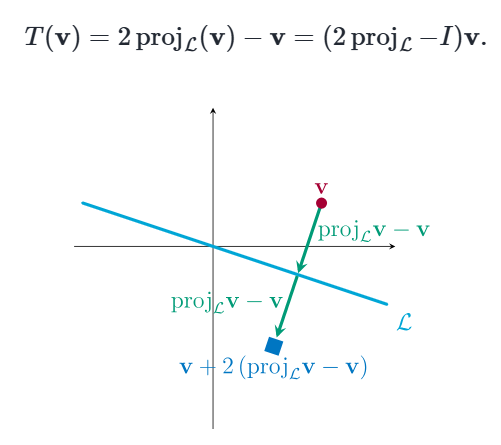 T(𝐯) = 2 proj_ℒ(𝐯) − 𝐯 = (2 proj_ℒ −I)𝐯.
𝐯
proj_ℒ𝐯 − 𝐯
proj_ℒ𝐯 − 𝐯
ℒ
𝐯 + 2 (proj_ℒ𝐯 − 𝐯)